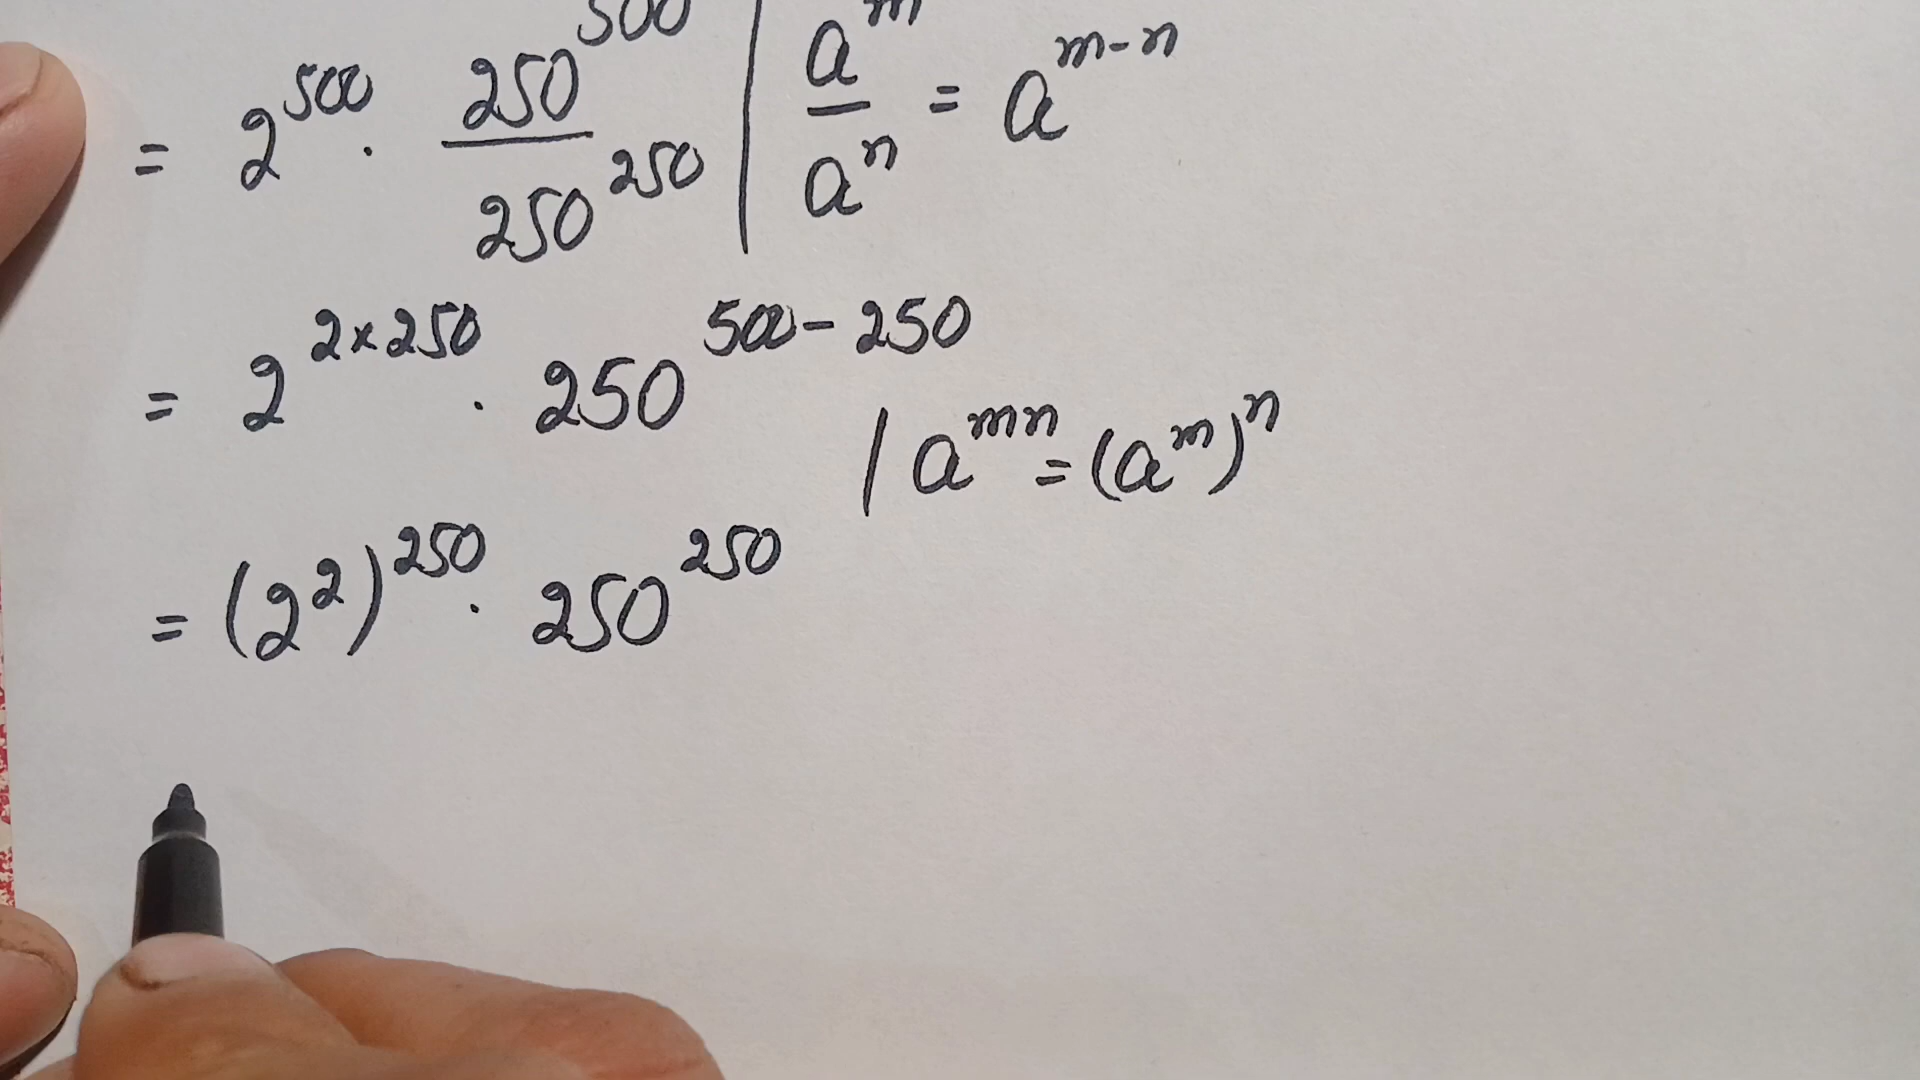 = 2^500 · 250^500 / 250^250 | a^m / a^n = a^(m-n)
= 2^(2×250) · 250^(500-250)
| a^(mn) = (a^m)^n
= (2^2)^250 · 250^250